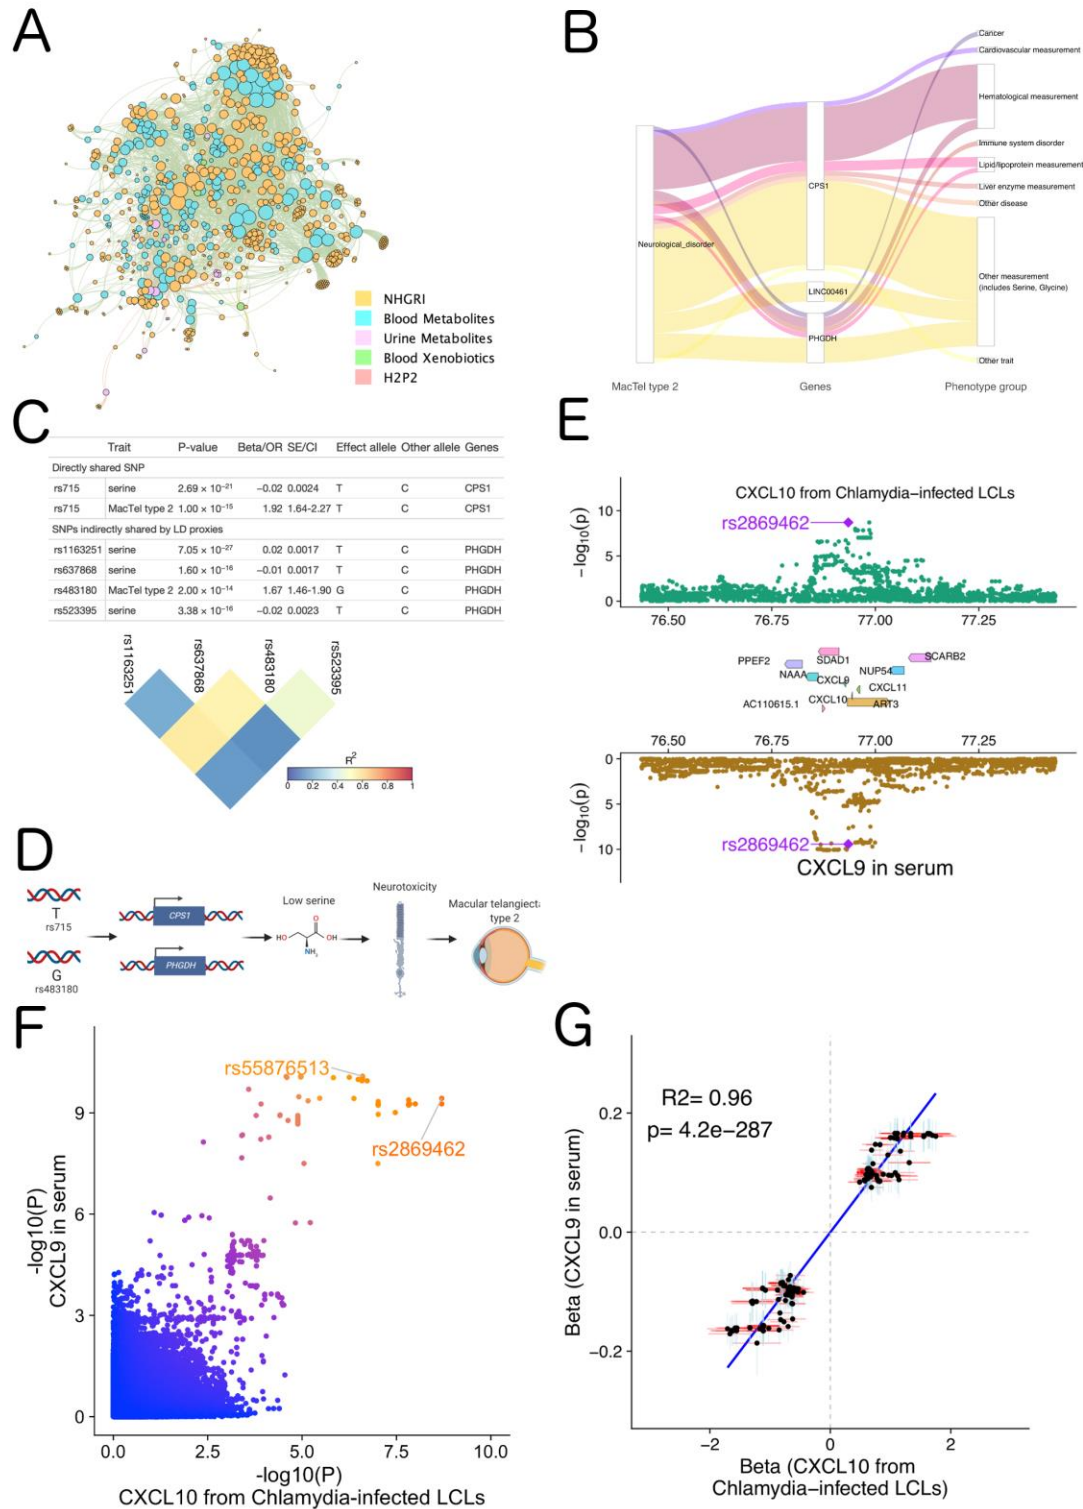 A
NHGRI
Blood Metabolites
Urine Metabolites
Blood Xenobiotics
H2P2
B
Cancer
Cardiovascular measurement
Hematological measurement
Immune system disorder
Lipid/lipoprotein measurement
Liver enzyme measurement
Other disease
Other measurement
(includes Serine, Glycine)
Other trait
Neurological_disorder
CPS1
LINC00461
PHGDH
MacTel type 2 Genes Phenotype group
C
Trait P-value Beta/OR SE/CI Effect allele Other allele Genes
Directly shared SNP
rs715 serine 2.69 × 10⁻²¹ −0.02 0.0024 T C CPS1
rs715 MacTel type 2 1.00 × 10⁻¹⁵ 1.92 1.64-2.27 T C CPS1
SNPs indirectly shared by LD proxies
rs1163251 serine 7.05 × 10⁻²⁷ 0.02 0.0017 T C PHGDH
rs637868 serine 1.60 × 10⁻¹⁶ −0.01 0.0017 T C PHGDH
rs483180 MacTel type 2 2.00 × 10⁻¹⁴ 1.67 1.46-1.90 G C PHGDH
rs523395 serine 3.38 × 10⁻¹⁶ −0.02 0.0023 T C PHGDH
rs1163251 rs637868 rs483180 rs523395
R²
0 0.2 0.4 0.6 0.8 1
D
T
rs715
G
rs483180
CPS1
PHGDH
Low serine
HO O OH NH₂
Neurotoxicity
Macular telangiect
type 2
E
CXCL10 from Chlamydia−infected LCLs
rs2869462
−log₁₀(p)
10
5
0
76.50 76.75 77.00 77.25
PPEF2 SDAD1 SCARB2
NAAA CXCL9 NUP54
CXCL11
AC110615.1 CXCL10 ART3
76.50 76.75 77.00 77.25
0
5
10
−log₁₀(p)
rs2869462
CXCL9 in serum
F
-log10(P)
CXCL9 in serum
9
6
3
0
rs55876513
rs2869462
0.0 2.5 5.0 7.5 10.0
-log10(P)
CXCL10 from Chlamydia-infected LCLs
G
R2= 0.96
p= 4.2e−287
Beta (CXCL9 in serum)
0.2
0.0
−0.2
−2 0 2
Beta (CXCL10 from
Chlamydia−infected LCLs)